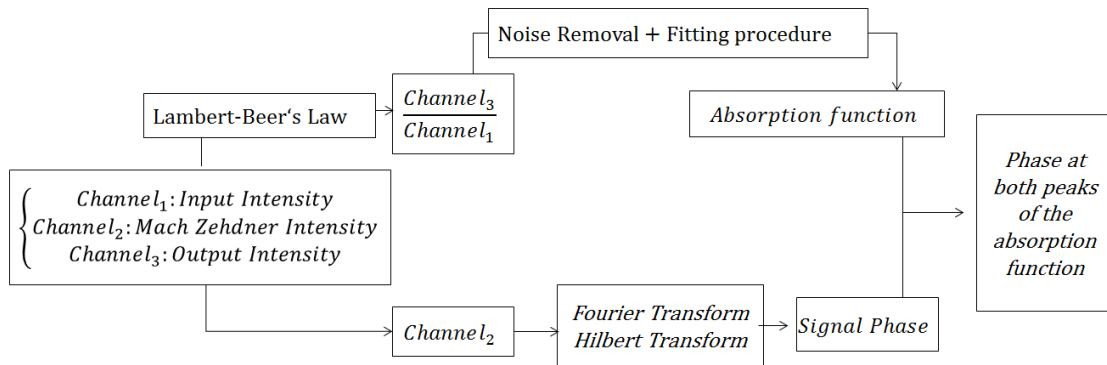 Noise Removal + Fitting procedure
Lambert-Beer‘s Law
Channel₃
Channel₁
Absorption function
Phase at
both peaks
of the
absorption
function
Channel₁: Input Intensity
Channel₂: Mach Zehdner Intensity
Channel₃: Output Intensity
Channel₂
Fourier Transform
Hilbert Transform
Signal Phase